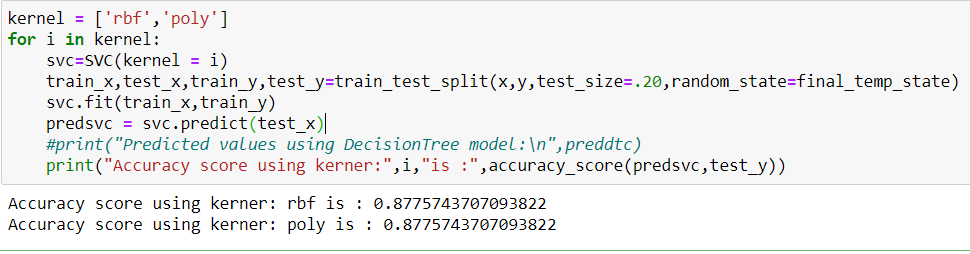 kernel = ['rbf','poly']
for i in kernel:
    svc=SVC(kernel = i)
    train_x,test_x,train_y,test_y=train_test_split(x,y,test_size=.20,random_state=final_temp_state)
    svc.fit(train_x,train_y)
    predsvc = svc.predict(test_x)
    #print("Predicted values using DecisionTree model:\n",preddtc)
    print("Accuracy score using kerner:",i,"is :",accuracy_score(predsvc,test_y))
Accuracy score using kerner: rbf is : 0.8775743707093822
Accuracy score using kerner: poly is : 0.8775743707093822